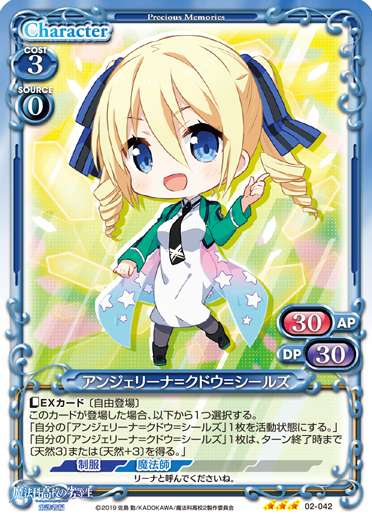 Precious Memories
Character
COST
3
SOURCE
0
30 AP
DP 30
アンジェリーナ=クドウ=シールズ
EXカード〔自由登場〕
このカードが登場した場合、以下から1つ選択する。
「自分の「アンジェリーナ=クドウ=シールズ」1枚を活動状態にする。」
「自分の「アンジェリーナ=クドウ=シールズ」1枚は、ターン終了時まで
[天然3]または[天然+3]を得る。」
制服 魔法師
リーナと呼んでくださいね。
魔法科高校の劣等生
02-042
©2019 佐島 勤/KADOKAWA/魔法科高校2製作委員会